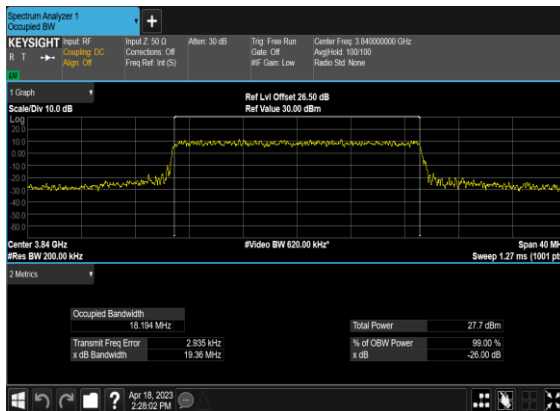 Spectrum Analyzer 1
Occupied BW
KEYSIGHT
R T
Input: RF
Coupling: DC
Align: Off
Input Z: 50 Ω
Corrections: Off
Freq Ref: Int (S)
Atten: 30 dB
Trig: Free Run
Gate: Off
#IF Gain: Low
Center Freq: 3.840000000 GHz
Avg|Hold: 100/100
Radio Std: None
1 Graph
Scale/Div 10.0 dB
Ref Lvl Offset 26.50 dB
Ref Value 30.00 dBm
Log
20.0
10.0
0.00
-10.0
-20.0
-30.0
-40.0
-50.0
-60.0
Center 3.84 GHz
#Res BW 200.00 kHz
#Video BW 620.00 kHz*
Span 40 MH
Sweep 1.27 ms (1001 pt
2 Metrics
Occupied Bandwidth
18.194 MHz
Transmit Freq Error 2.935 kHz
x dB Bandwidth 19.36 MHz
Total Power 27.7 dBm
% of OBW Power 99.00 %
x dB -26.00 dB
?
Apr 18, 2023
2:28:02 PM